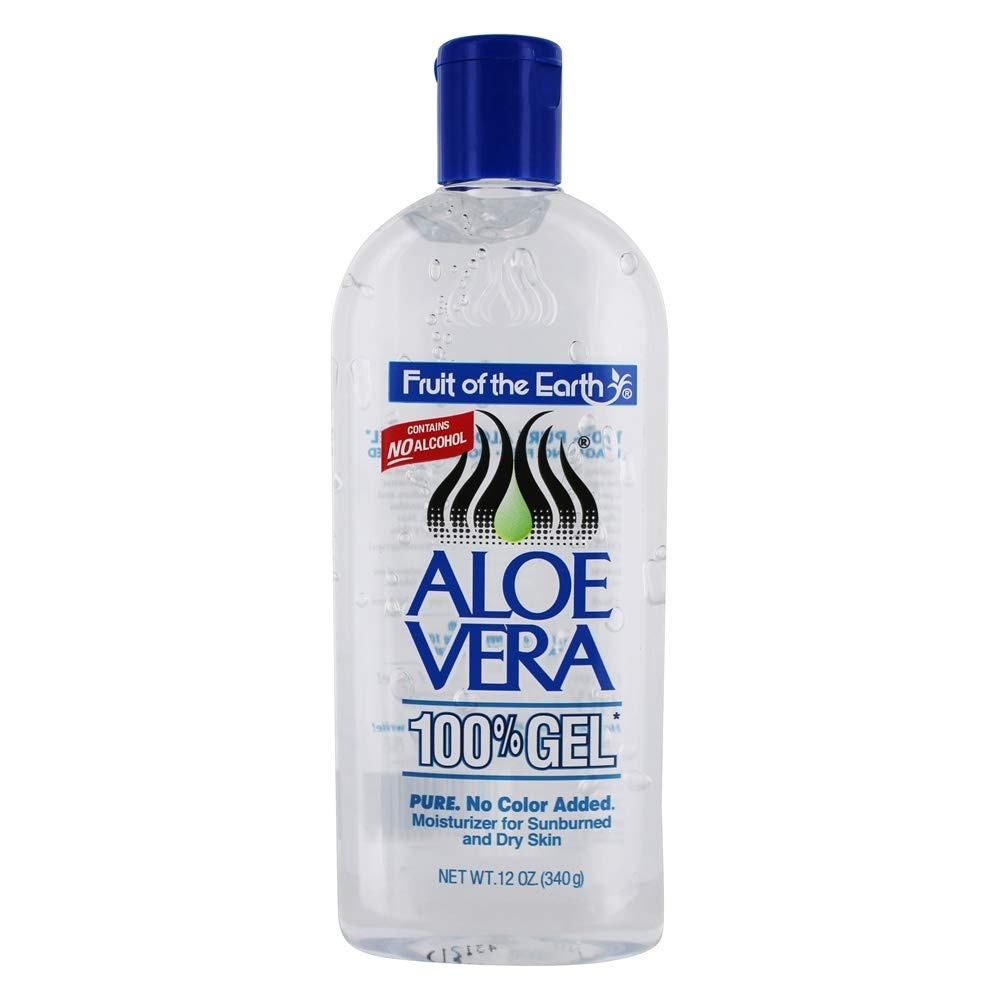 Fruit of the Earth®
CONTAINS
NO ALCOHOL
®
ALOE
VERA
100% GEL*
PURE. No Color Added.
Moisturizer for Sunburned
and Dry Skin
NET WT. 12 OZ. (340g)